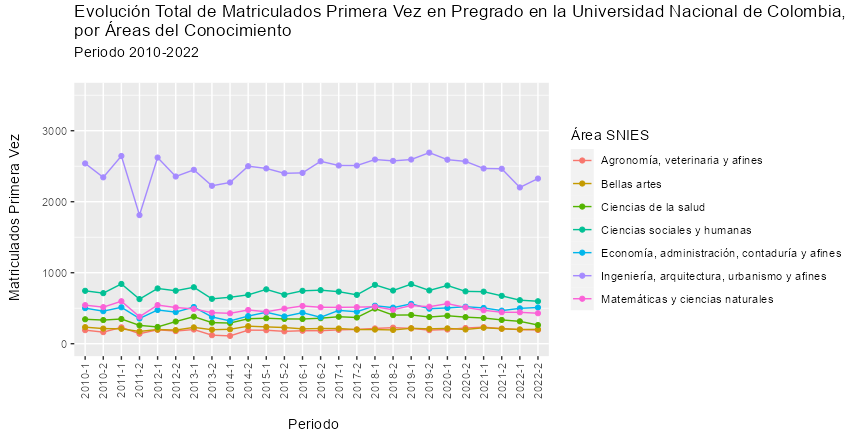 Evolución Total de Matriculados Primera Vez en Pregrado en la Universidad Nacional de Colombia,
por Áreas del Conocimiento
Periodo 2010-2022
Matriculados Primera Vez
3000
2000
1000
0
2010-1
2010-2
2011-1
2011-2
2012-1
2012-2
2013-1
2013-2
2014-1
2014-2
2015-1
2015-2
2016-1
2016-2
2017-1
2017-2
2018-1
2018-2
2019-1
2019-2
2020-1
2020-2
2021-1
2021-2
2022-1
2022-2
Periodo
Área SNIES
Agronomía, veterinaria y afines
Bellas artes
Ciencias de la salud
Ciencias sociales y humanas
Economía, administración, contaduría y afines
Ingeniería, arquitectura, urbanismo y afines
Matemáticas y ciencias naturales